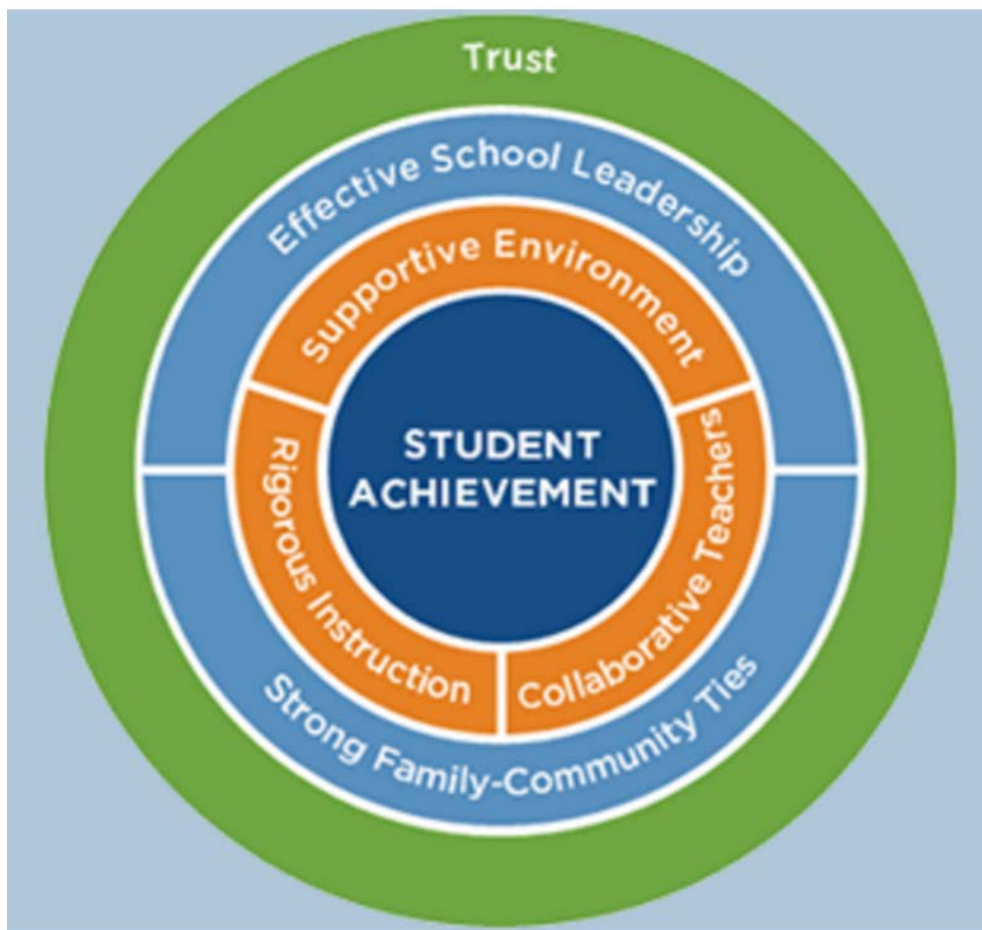 Trust
Effective School Leadership
Supportive Environment
STUDENT
ACHIEVEMENT
Rigorous Instruction
Collaborative Teachers
Strong Family-Community Ties